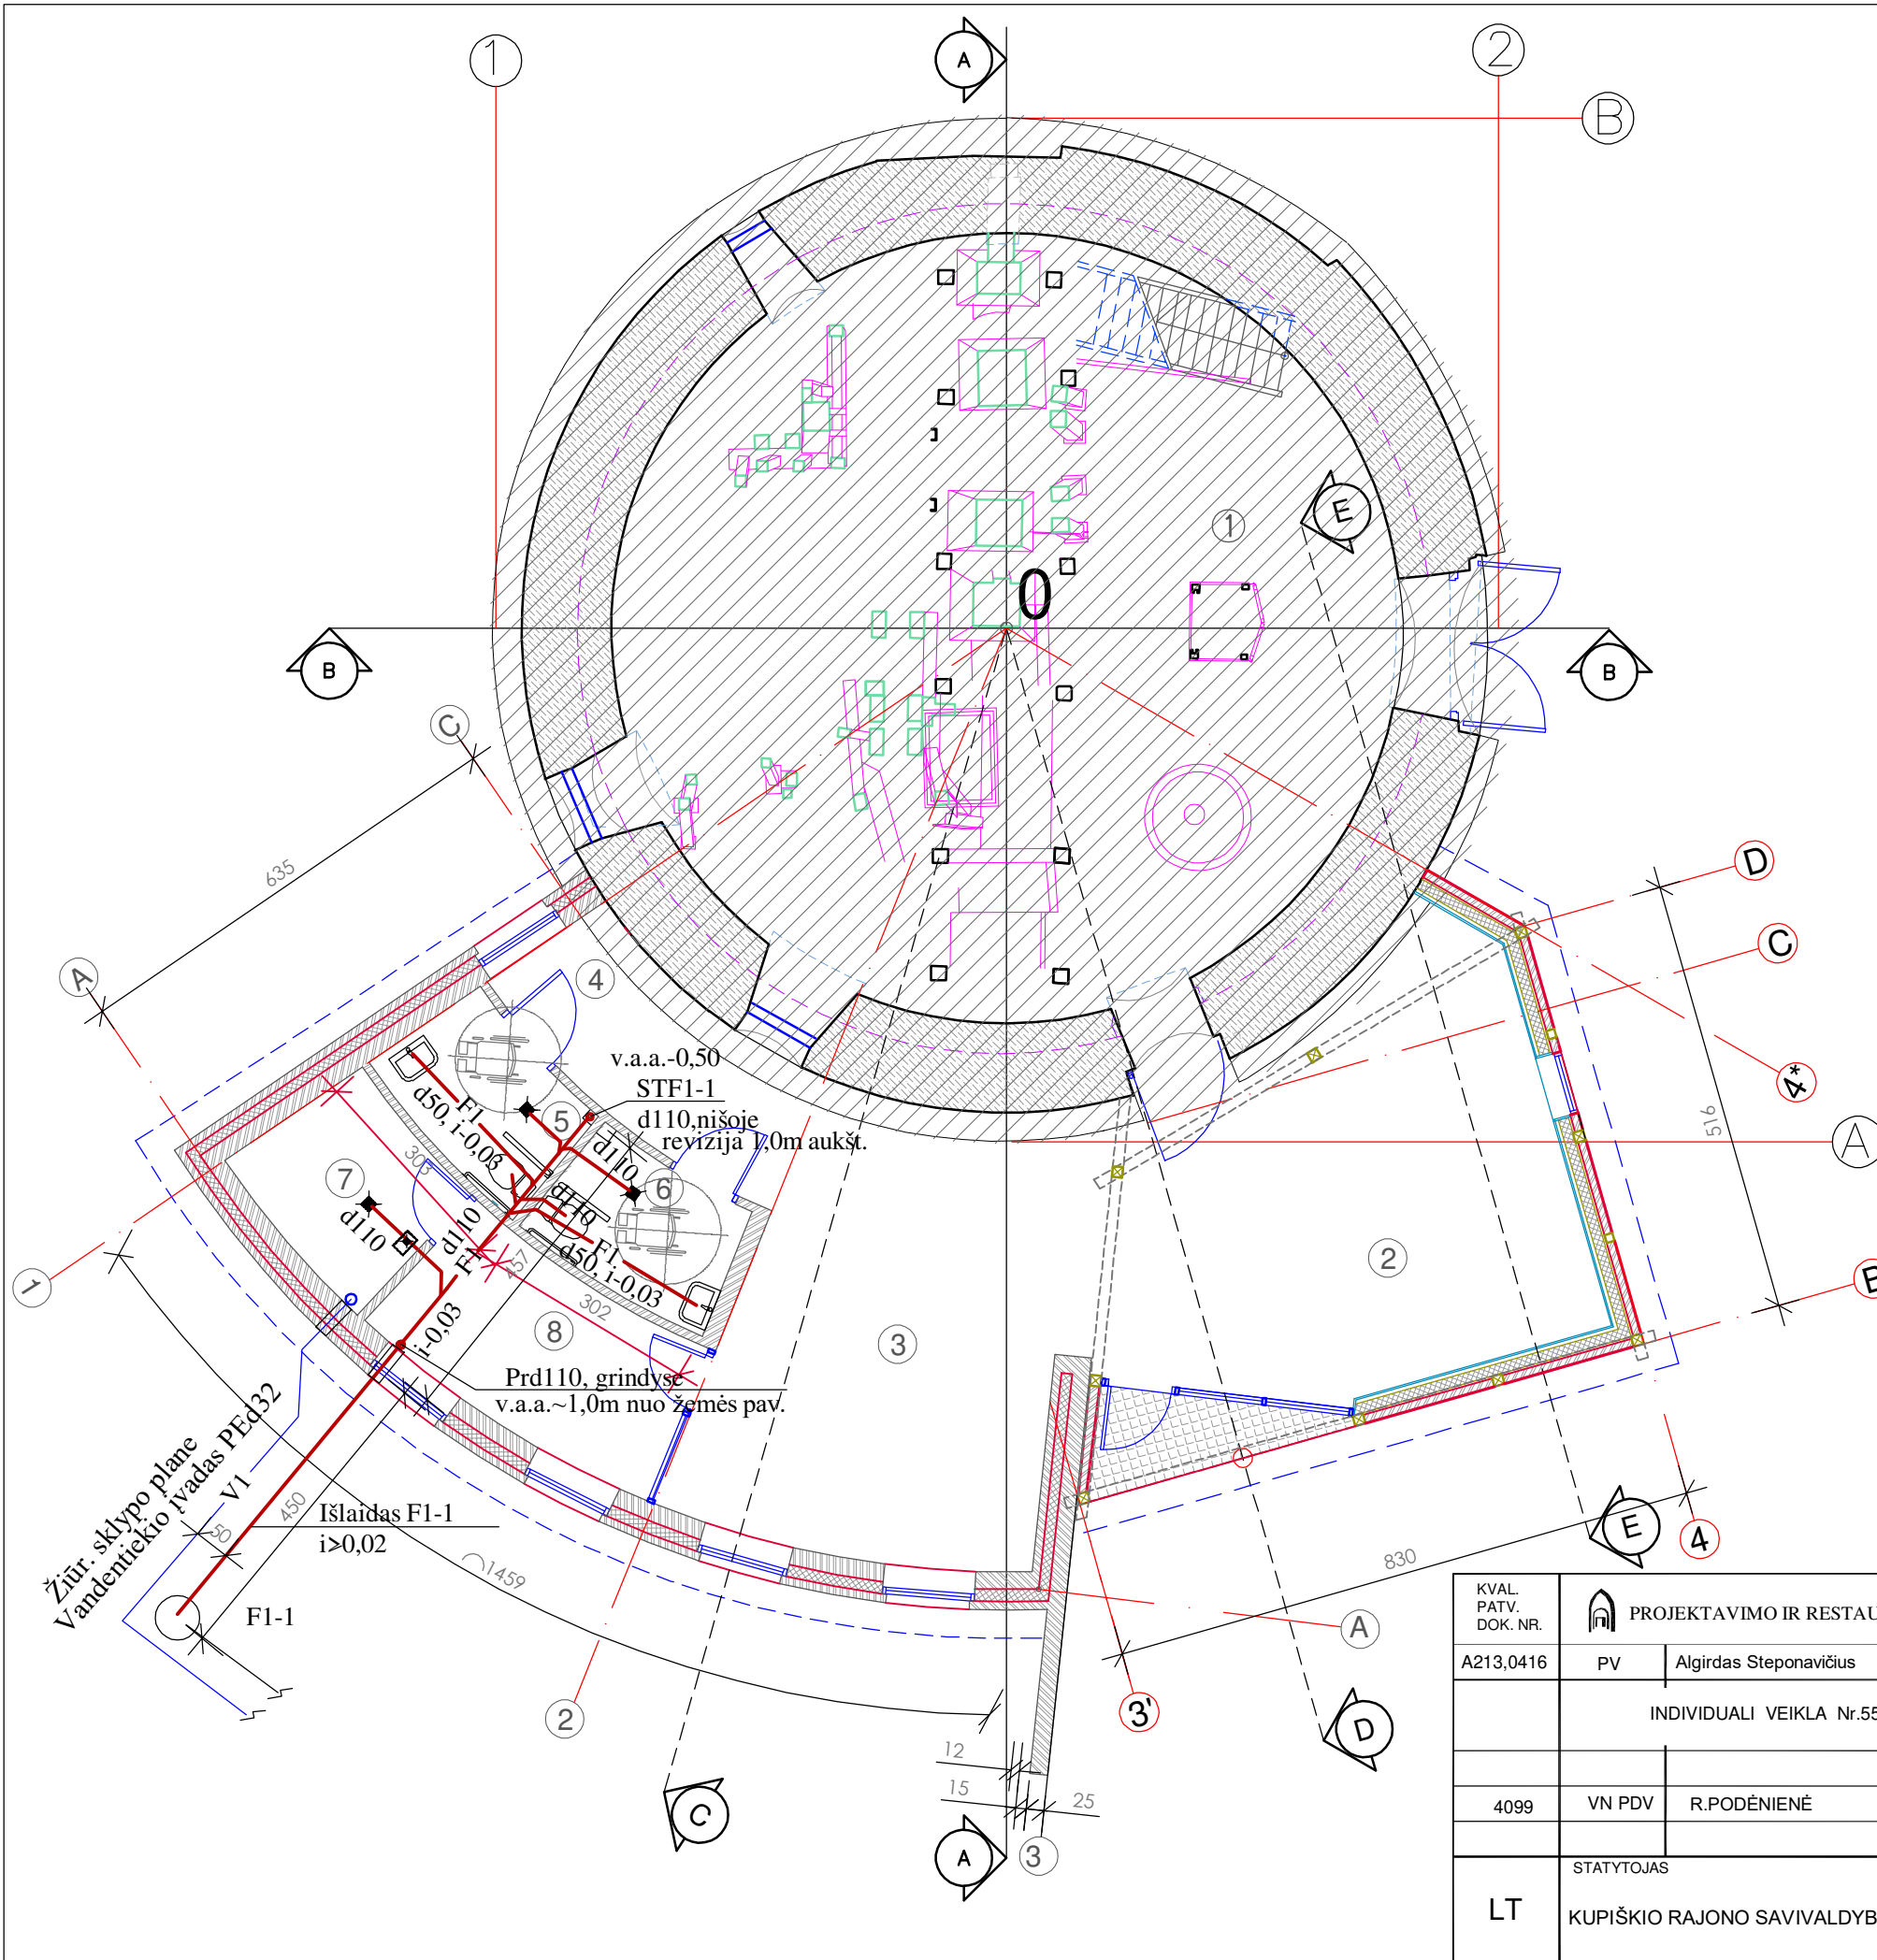 1
A
2
B
0
1
E
B
B
C
635
D
C
A
4
v.a.a.-0,50
STF1-1
d110,nišoje
revizija 1,0m aukšt.
d50, i-0,03
F1
5
d110
6
7
303
d110
d110
F1
d110
F1
d50, i-0,03
457
302
8
i-0,03
3
2
4*
516
A
B
1
Prd110, grindyse
v.a.a.~1,0m nuo žemės pav.
Žiūr. sklypo plane
Vandentiekio įvadas PEd32
V1
450
50
Išlaidas F1-1
i>0,02
F1-1
1459
830
E
4
A
2
3'
D
C
12
15
25
A
3
KVAL.
PATV.
DOK. NR.
PROJEKTAVIMO IR RESTAU
A213,0416
PV
Algirdas Steponavičius
INDIVIDUALI VEIKLA Nr.55
4099
VN PDV
R.PODĖNIENĖ
LT
STATYTOJAS
KUPIŠKIO RAJONO SAVIVALDYB